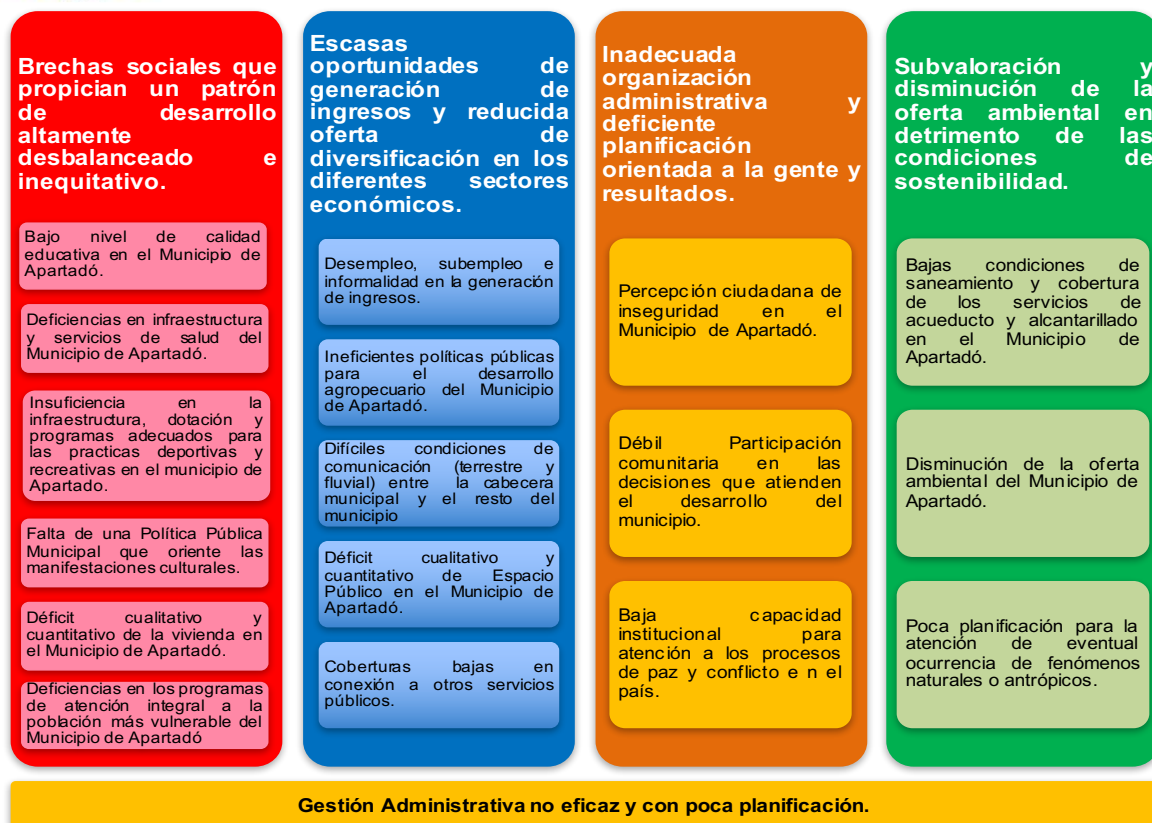 Brechas sociales que
propician un patrón
de desarrollo
altamente
desbalanceado e
inequitativo.
Bajo nivel de calidad
educativa en el Municipio de
Apartadó.
Deficiencias en infraestructura
y servicios de salud del
Municipio de Apartadó.
Insuficiencia en la
infraestructura, dotación y
programas adecuados para
las practicas deportivas y
recreativas en el municipio de
Apartado.
Falta de una Política Pública
Municipal que oriente las
manifestaciones culturales.
Déficit cualitativo y
cuantitativo de la vivienda en
el Municipio de Apartadó.
Deficiencias en los programas
de atención integral a la
población más vulnerable del
Municipio de Apartadó
Escasas
oportunidades de
generación de
ingresos y reducida
oferta de
diversificación en los
diferentes sectores
económicos.
Desempleo, subempleo e
informalidad en la generación
de ingresos.
Ineficientes políticas públicas
para el desarrollo
agropecuario del Municipio
de Apartadó.
Difíciles condiciones de
comunicación (terrestre y
fluvial) entre la cabecera
municipal y el resto del
municipio
Déficit cualitativo y
cuantitativo de Espacio
Público en el Municipio de
Apartadó.
Coberturas bajas en
conexión a otros servicios
públicos.
Inadecuada
organización
administrativa y
deficiente
planificación
orientada a la gente y
resultados.
Percepción ciudadana de
inseguridad en el
Municipio de Apartadó.
Débil Participación
comunitaria en las
decisiones que atienden
el desarrollo del
municipio.
Baja capacidad
institucional para
atención a los procesos
de paz y conflicto e n el
país.
Subvaloración y
disminución de la
oferta ambiental en
detrimento de las
condiciones de
sostenibilidad.
Bajas condiciones de
saneamiento y cobertura
de los servicios de
acueducto y alcantarillado
en el Municipio de
Apartadó.
Disminución de la oferta
ambiental del Municipio de
Apartadó.
Poca planificación para la
atención de eventual
ocurrencia de fenómenos
naturales o antrópicos.
Gestión Administrativa no eficaz y con poca planificación.